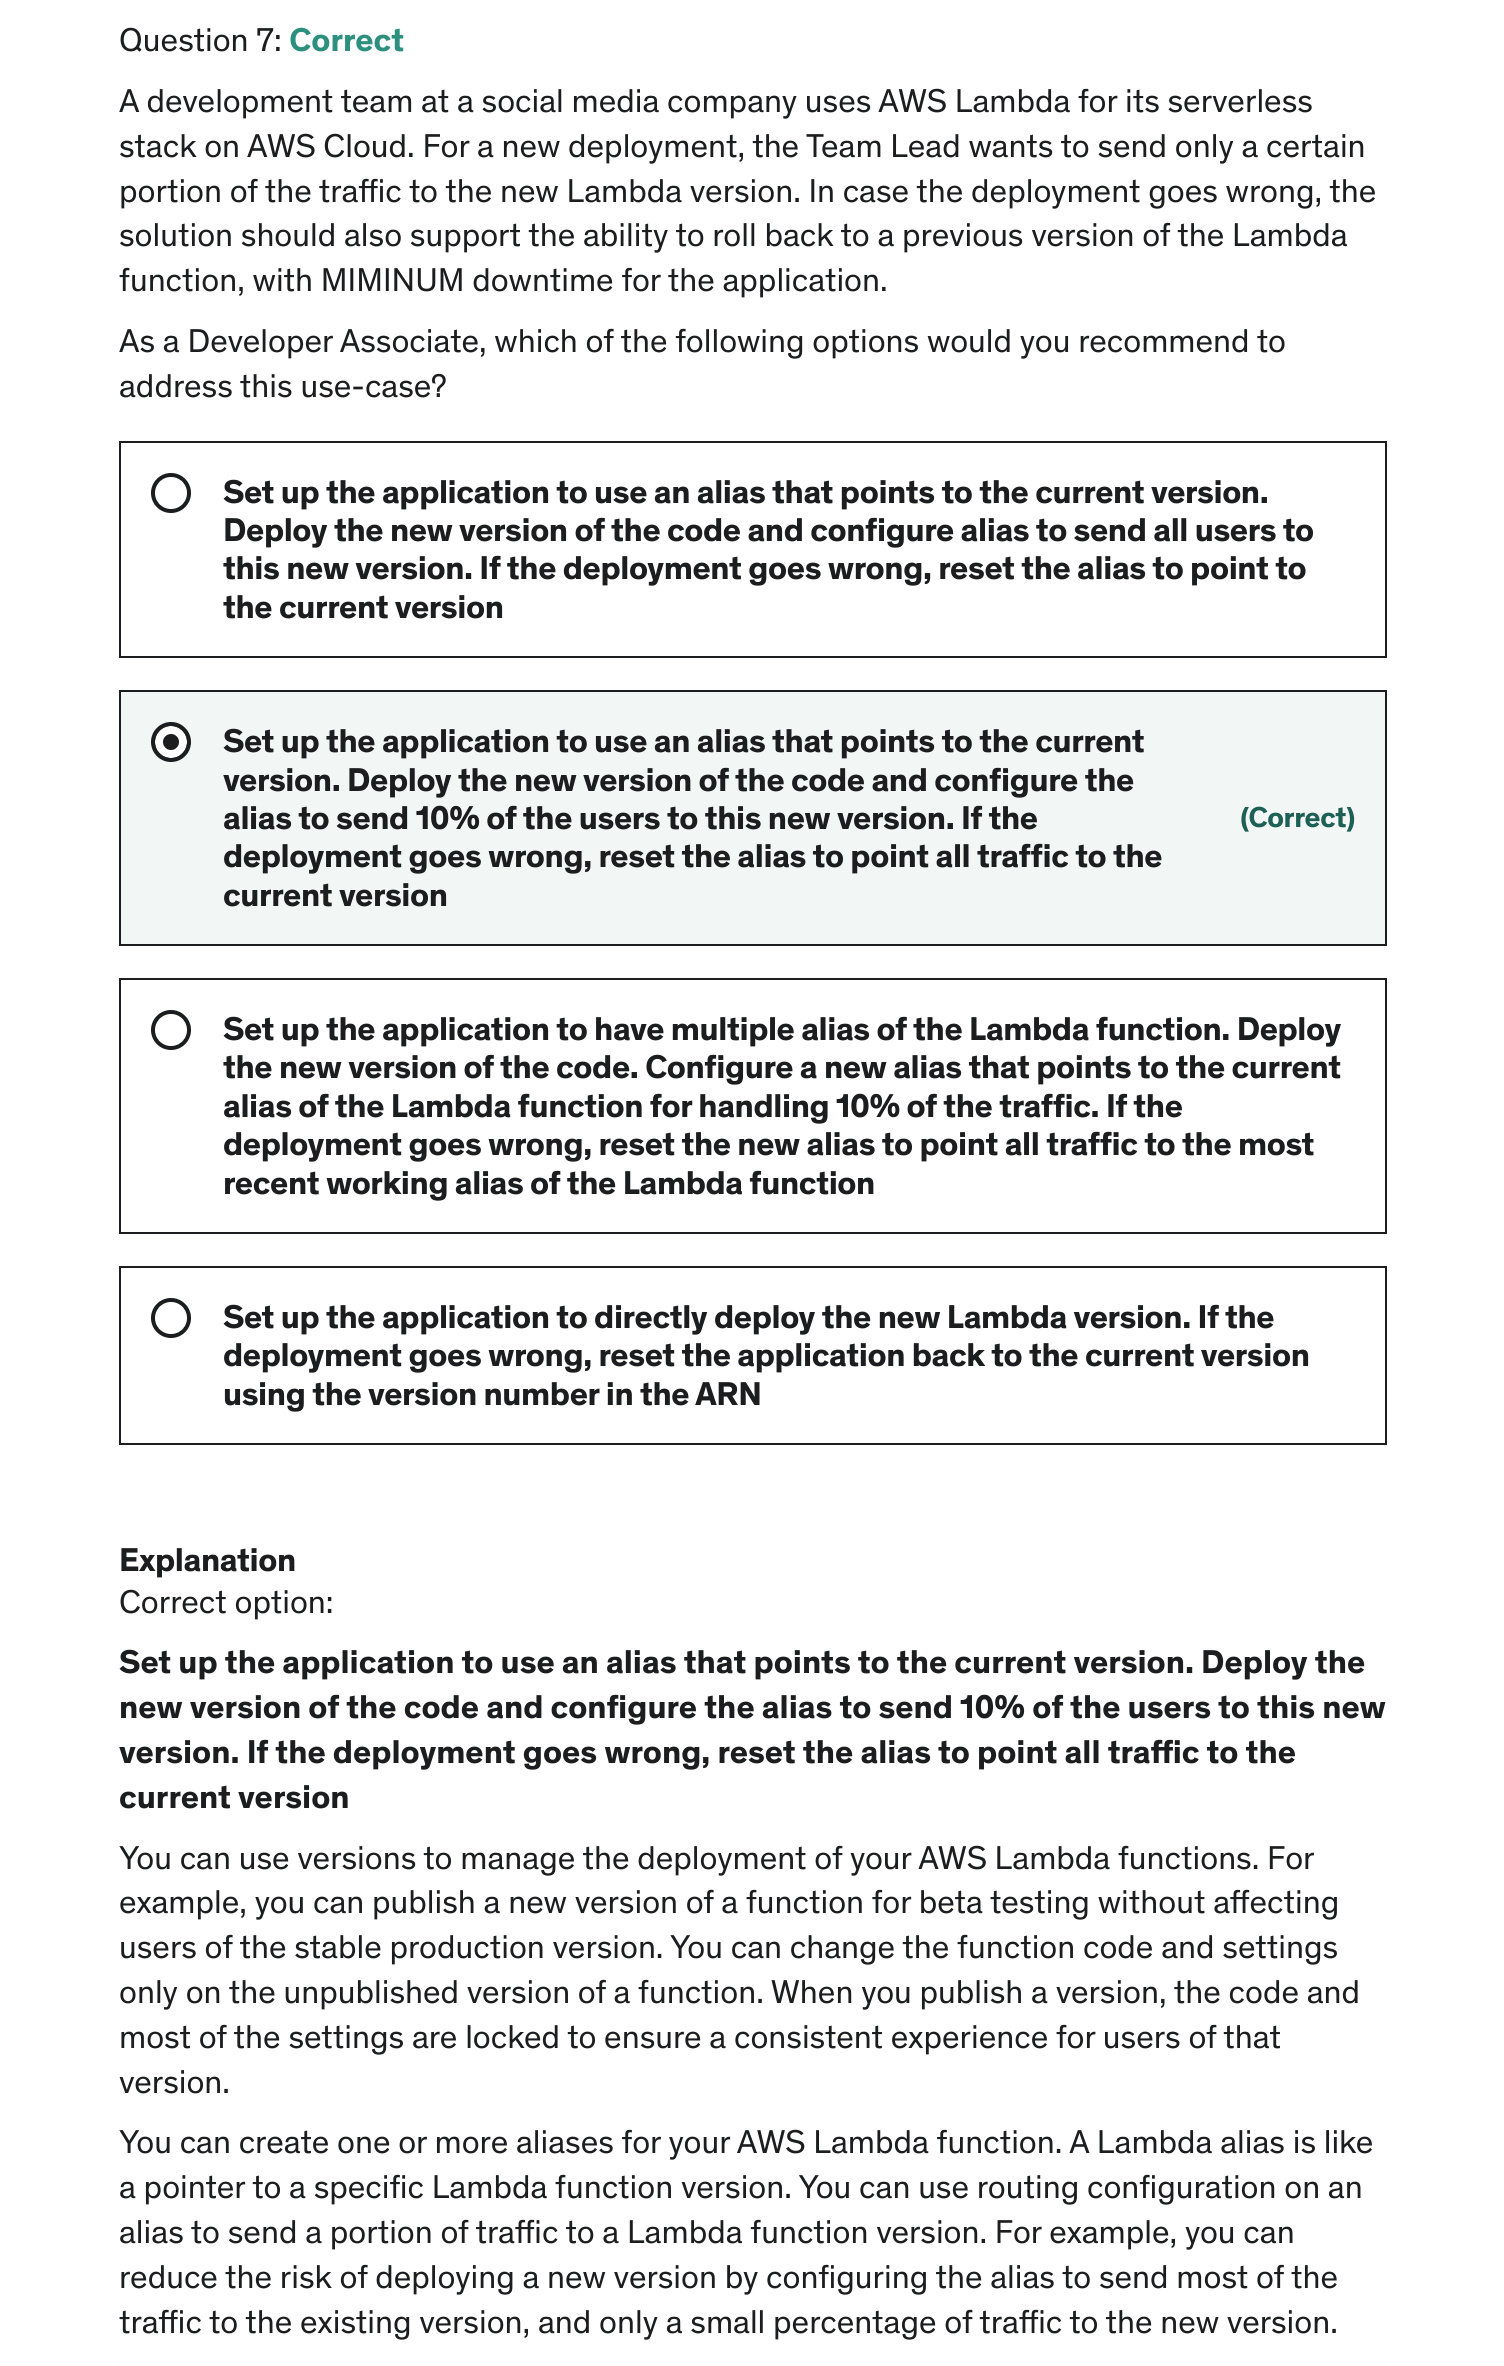 Question 7: Correct
A development team at a social media company uses AWS Lambda for its serverless
stack on AWS Cloud. For a new deployment, the Team Lead wants to send only a certain
portion of the traffic to the new Lambda version. In case the deployment goes wrong, the
solution should also support the ability to roll back to a previous version of the Lambda
function, with MIMINUM downtime for the application.
As a Developer Associate, which of the following options would you recommend to
address this use-case?
Set up the application to use an alias that points to the current version.
Deploy the new version of the code and configure alias to send all users to
this new version. If the deployment goes wrong, reset the alias to point to
the current version
Set up the application to use an alias that points to the current
version. Deploy the new version of the code and configure the
alias to send 10% of the users to this new version. If the
deployment goes wrong, reset the alias to point all traffic to the
current version
(Correct)
Set up the application to have multiple alias of the Lambda function. Deploy
the new version of the code. Configure a new alias that points to the current
alias of the Lambda function for handling 10% of the traffic. If the
deployment goes wrong, reset the new alias to point all traffic to the most
recent working alias of the Lambda function
Set up the application to directly deploy the new Lambda version. If the
deployment goes wrong, reset the application back to the current version
using the version number in the ARN
Explanation
Correct option:
Set up the application to use an alias that points to the current version. Deploy the
new version of the code and configure the alias to send 10% of the users to this new
version. If the deployment goes wrong, reset the alias to point all traffic to the
current version
You can use versions to manage the deployment of your AWS Lambda functions. For
example, you can publish a new version of a function for beta testing without affecting
users of the stable production version. You can change the function code and settings
only on the unpublished version of a function. When you publish a version, the code and
most of the settings are locked to ensure a consistent experience for users of that
version.
You can create one or more aliases for your AWS Lambda function. A Lambda alias is like
a pointer to a specific Lambda function version. You can use routing configuration on an
alias to send a portion of traffic to a Lambda function version. For example, you can
reduce the risk of deploying a new version by configuring the alias to send most of the
traffic to the existing version, and only a small percentage of traffic to the new version.